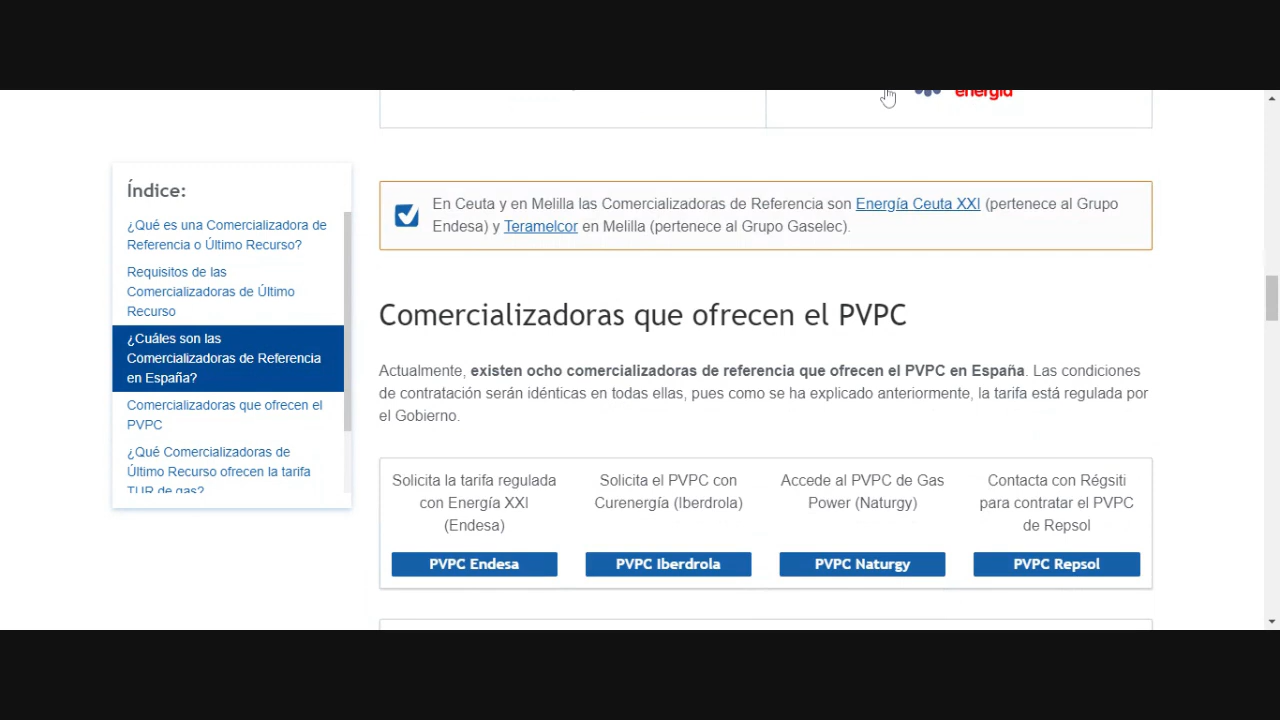 energía
Índice:
¿Qué es una Comercializadora de
Referencia o Último Recurso?
Requisitos de las
Comercializadoras de Último
Recurso
¿Cuáles son las
Comercializadoras de Referencia
en España?
Comercializadoras que ofrecen el
PVPC
¿Qué Comercializadoras de
Último Recurso ofrecen la tarifa
TUR de gas?
En Ceuta y en Melilla las Comercializadoras de Referencia son Energía Ceuta XXI (pertenece al Grupo
Endesa) y Teramelcor en Melilla (pertenece al Grupo Gaselec).
Comercializadoras que ofrecen el PVPC
Actualmente, existen ocho comercializadoras de referencia que ofrecen el PVPC en España. Las condiciones
de contratación serán idénticas en todas ellas, pues como se ha explicado anteriormente, la tarifa está regulada por
el Gobierno.
Solicita la tarifa regulada
con Energía XXI
(Endesa)
PVPC Endesa
Solicita el PVPC con
Curenergía (Iberdrola)
PVPC Iberdrola
Accede al PVPC de Gas
Power (Naturgy)
PVPC Naturgy
Contacta con Régsiti
para contratar el PVPC
de Repsol
PVPC Repsol